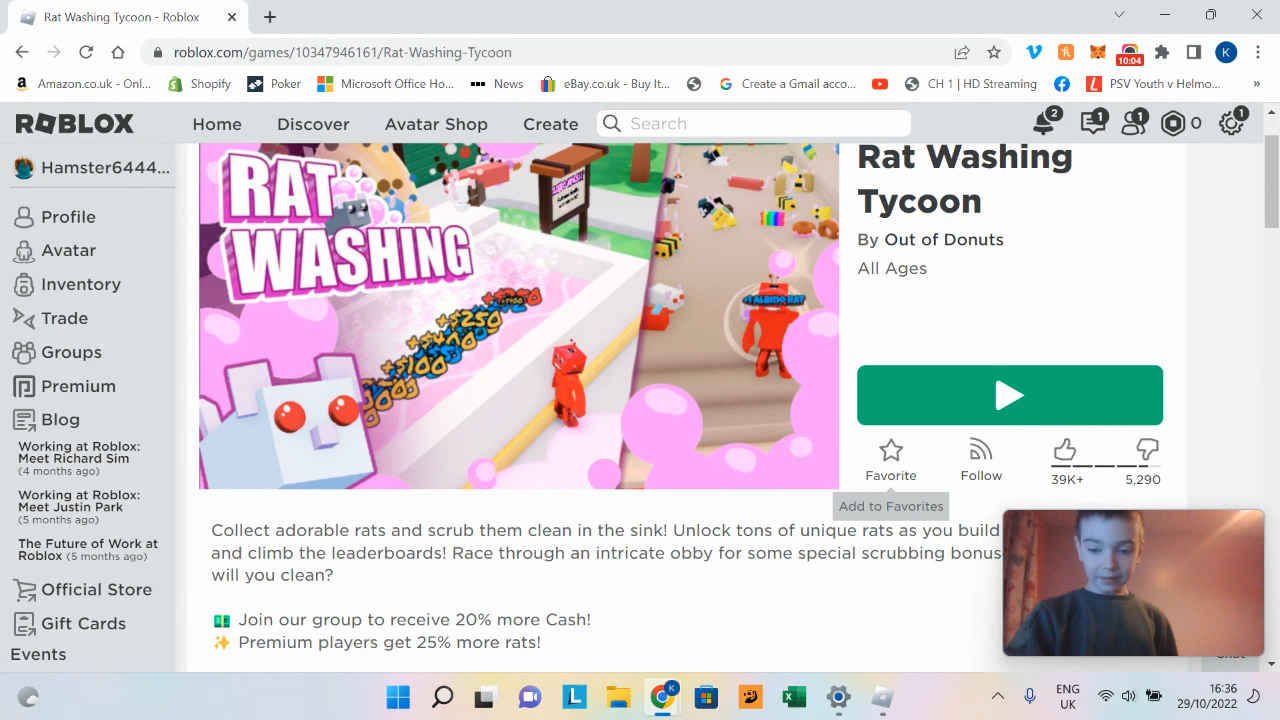 Rat Washing Tycoon - Roblox
roblox.com/games/10347946161/Rat-Washing-Tycoon
10:04
K
Amazon.co.uk - Onl...
Shopify
Poker
Microsoft Office Ho...
News
eBay.co.uk - Buy It...
Create a Gmail acco...
CH 1 | HD Streaming
PSV Youth v Helmo...
»
ROBLOX
Home
Discover
Avatar Shop
Create
Search
2
1
1
0
1
Hamster6444...
Profile
Avatar
Inventory
Trade
Groups
Premium
Blog
Working at Roblox:
Meet Richard Sim
(4 months ago)
Working at Roblox:
Meet Justin Park
(5 months ago)
The Future of Work at
Roblox (5 months ago)
Official Store
Gift Cards
Events
RAT
WASHING
+$250
+$400
+$100
+1 ALBINO RAT
Rat Washing
Tycoon
By Out of Donuts
All Ages
Favorite
Follow
39K+
5,290
Add to Favorites
Collect adorable rats and scrub them clean in the sink! Unlock tons of unique rats as you build
and climb the leaderboards! Race through an intricate obby for some special scrubbing bonus
will you clean?
💵 Join our group to receive 20% more Cash!
✨ Premium players get 25% more rats!
Chat
K
ENG
UK
16:36
29/10/2022